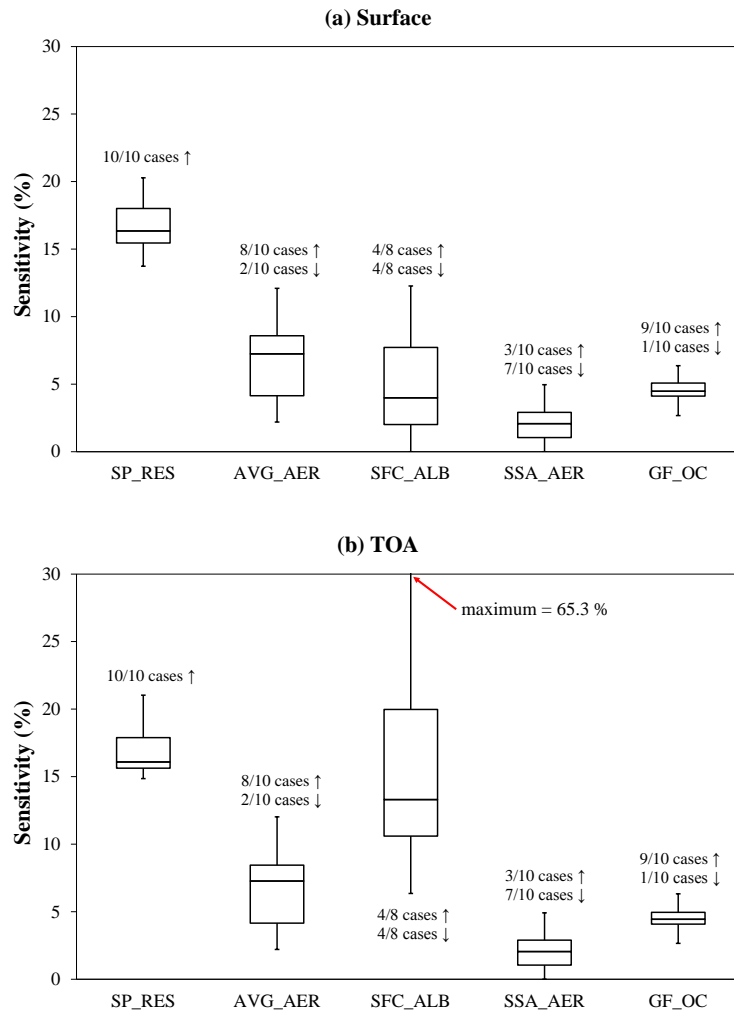 (a) Surface
30
25
20
15
10
5
0
Sensitivity (%)
10/10 cases ↑
8/10 cases ↑
2/10 cases ↓
4/8 cases ↑
4/8 cases ↓
3/10 cases ↑
7/10 cases ↓
9/10 cases ↑
1/10 cases ↓
SP_RES AVG_AER SFC_ALB SSA_AER GF_OC
(b) TOA
30
25
20
15
10
5
0
Sensitivity (%)
maximum = 65.3 %
10/10 cases ↑
8/10 cases ↑
2/10 cases ↓
4/8 cases ↑
4/8 cases ↓
3/10 cases ↑
7/10 cases ↓
9/10 cases ↑
1/10 cases ↓
SP_RES AVG_AER SFC_ALB SSA_AER GF_OC